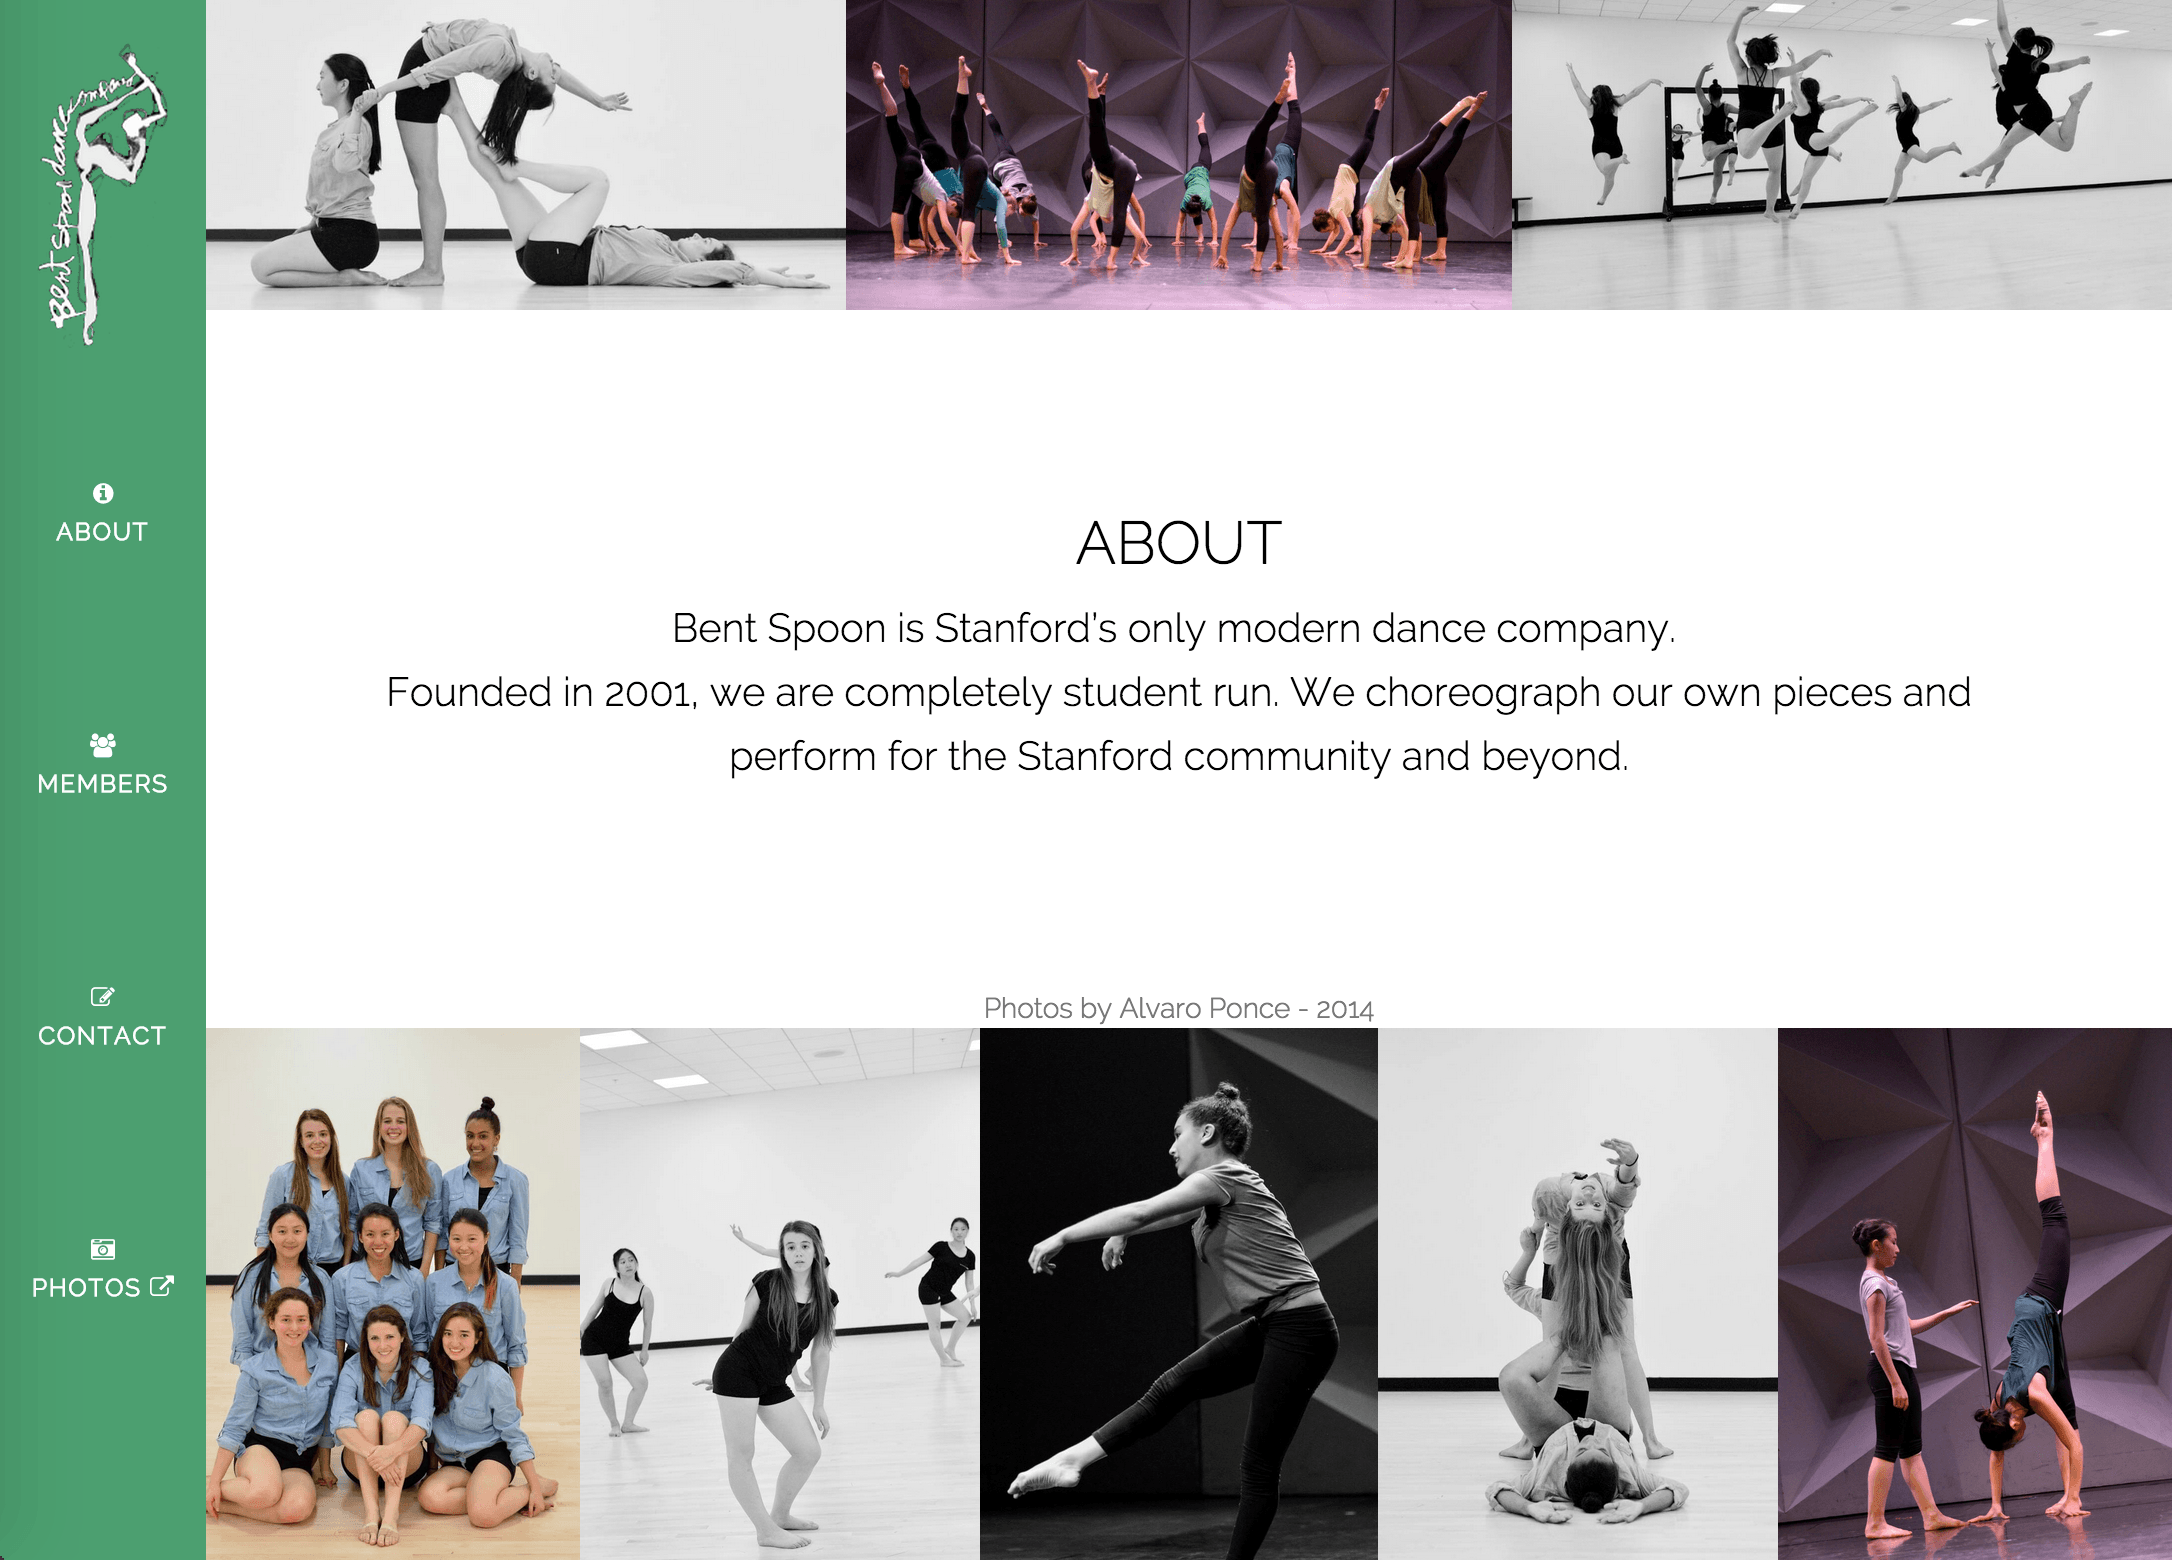 Bent Spoon dance company
ABOUT
MEMBERS
CONTACT
PHOTOS
ABOUT
Bent Spoon is Stanford's only modern dance company.
Founded in 2001, we are completely student run. We choreograph our own pieces and
perform for the Stanford community and beyond.
Photos by Alvaro Ponce - 2014